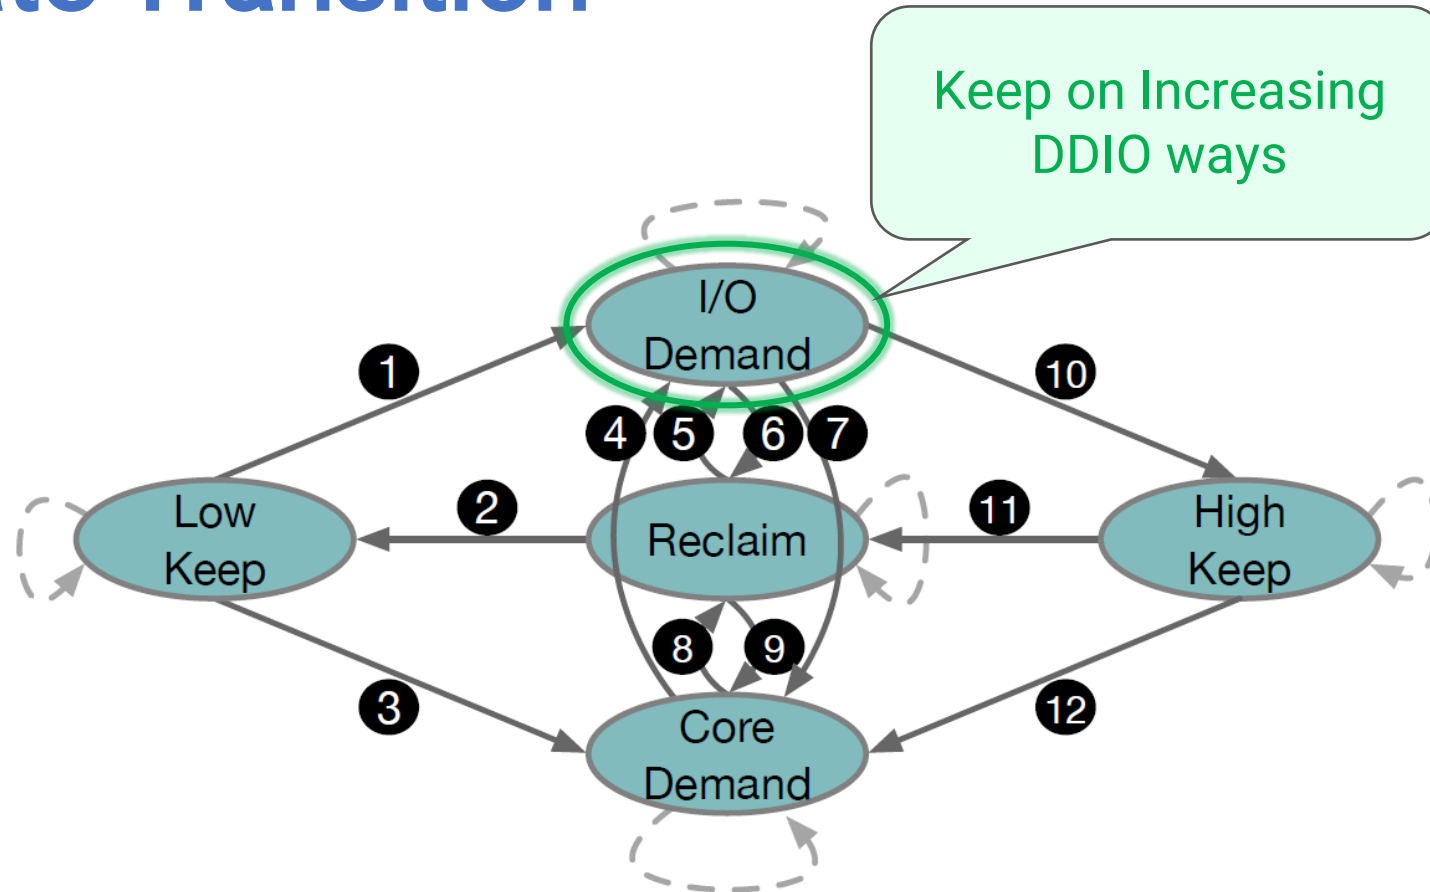 Transition
Keep on Increasing
DDIO ways
I/O
Demand
1
10
4
5
6
7
Low
Keep
2
Reclaim
11
High
Keep
8
9
3
12
Core
Demand